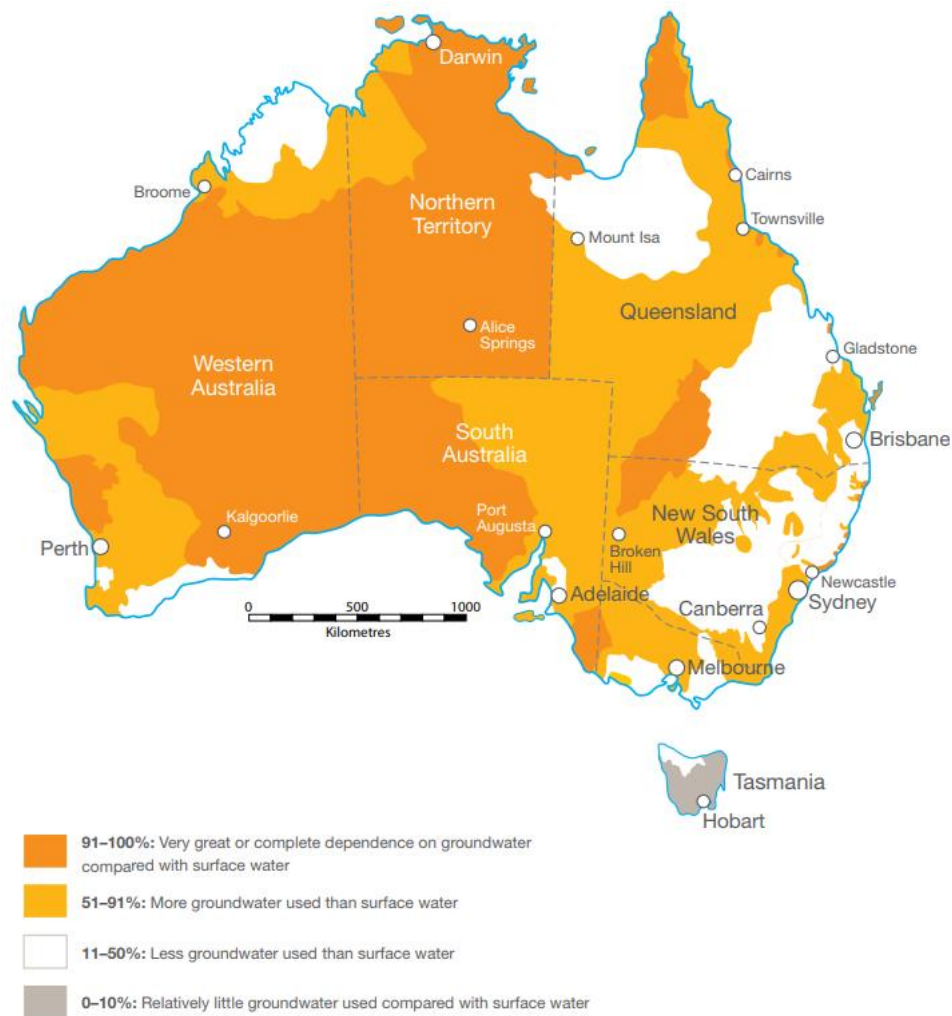 Darwin
Broome
Northern
Territory
Cairns
Townsville
Mount Isa
Queensland
Alice
Springs
Gladstone
Western
Australia
South
Australia
Brisbane
Kalgoorlie
Port
Augusta
New South
Wales
Perth
Broken
Hill
Newcastle
Adelaide
Sydney
Canberra
0 500 1000
Kilometres
Melbourne
Tasmania
Hobart
91–100%: Very great or complete dependence on groundwater
compared with surface water
51–91%: More groundwater used than surface water
11–50%: Less groundwater used than surface water
0–10%: Relatively little groundwater used compared with surface water